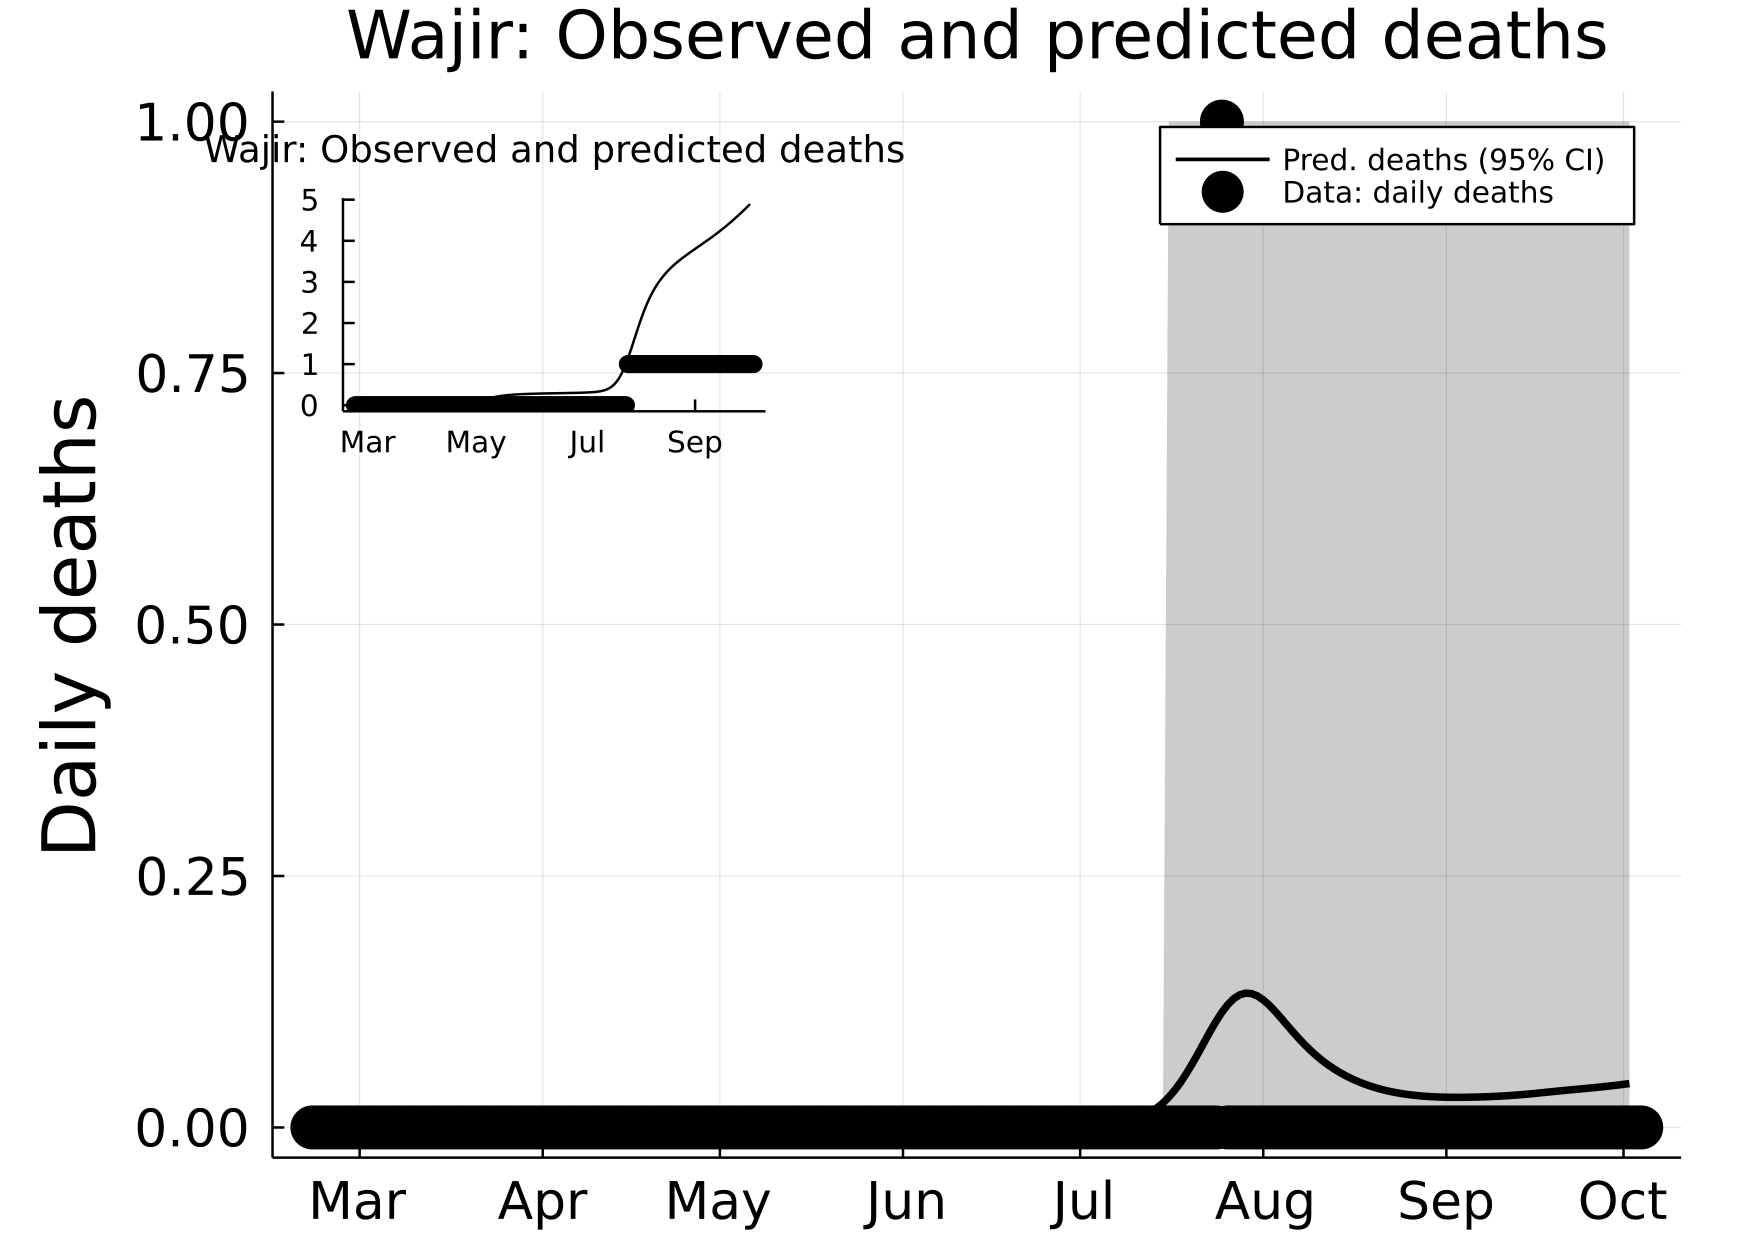 Wajir: Observed and predicted deaths
1.00
Wajir: Observed and predicted deaths
Pred. deaths (95% CI)
Data: daily deaths
5
4
3
2
1
0
Mar May Jul Sep
0.75
0.50
0.25
0.00
Daily deaths
Mar Apr May Jun Jul Aug Sep Oct